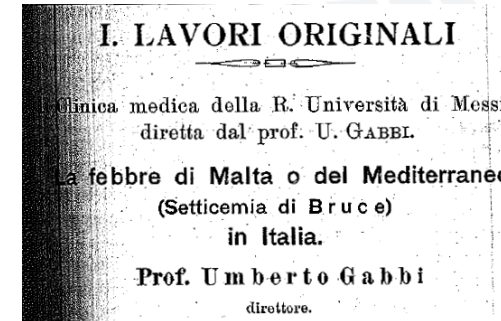 I. LAVORI ORIGINALI
Clinica medica della R. Università di Mess
diretta dal prof. U. GABBI.
La febbre di Malta o del Mediterraneo
(Setticemia di Bruce)
in Italia.
Prof. Umberto Gabbi
direttore.